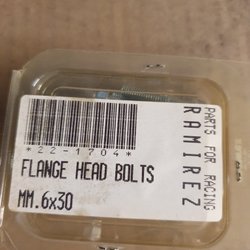 *22-1704*
FLANGE HEAD BOLTS
MM.6x30
PARTS FOR RACING
RAMIREZ